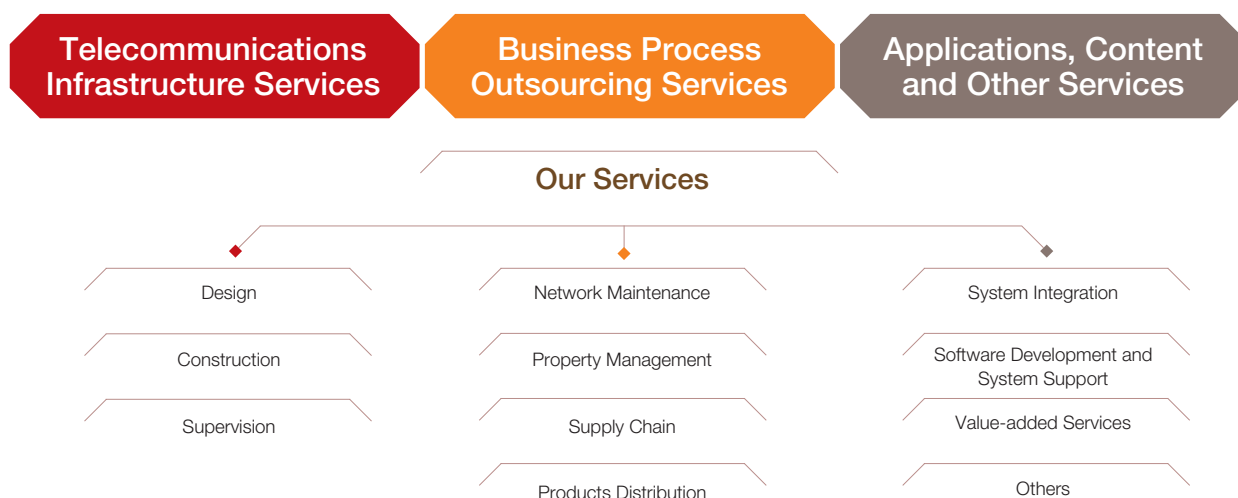 Telecommunications
Infrastructure Services
Business Process
Outsourcing Services
Applications, Content
and Other Services
Our Services
Design
Construction
Supervision
Network Maintenance
Property Management
Supply Chain
Products Distribution
System Integration
Software Development and
System Support
Value-added Services
Others